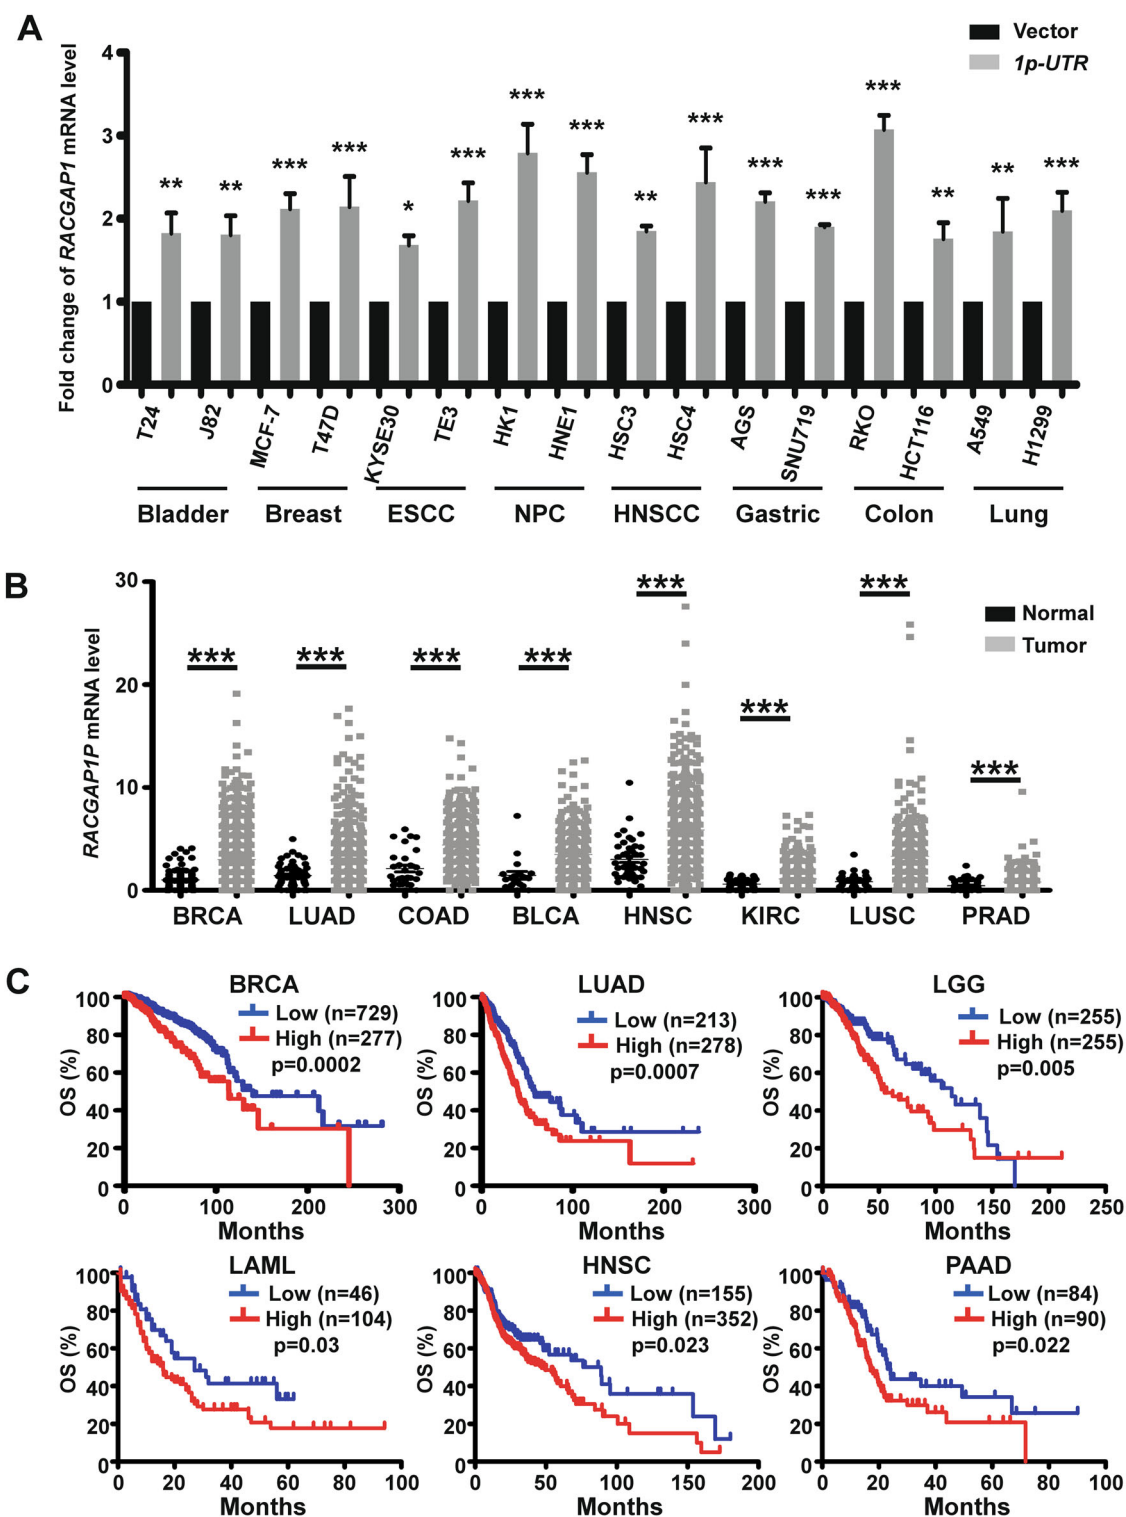 A
Vector
1p-UTR
Fold change of RACGAP1 mRNA level
4
3
2
1
0
** ** *** *** * *** *** *** ** *** *** *** *** ** ** ***
T24 J82 MCF-7 T47D KYSE30 TE3 HK1 HNE1 HSC3 HSC4 AGS SNU719 RKO HCT116 A549 H1299
Bladder Breast ESCC NPC HNSCC Gastric Colon Lung
B
Normal
Tumor
RACGAP1P mRNA level
30
20
10
0
*** *** *** *** *** *** *** ***
BRCA LUAD COAD BLCA HNSC KIRC LUSC PRAD
C
BRCA
Low (n=729)
High (n=277)
p=0.0002
OS (%)
100
80
60
40
20
0
0 100 200 300
Months
LUAD
Low (n=213)
High (n=278)
p=0.0007
OS (%)
100
80
60
40
20
0
0 100 200 300
Months
LGG
Low (n=255)
High (n=255)
p=0.005
OS (%)
100
80
60
40
20
0
0 50 100 150 200 250
Months
LAML
Low (n=46)
High (n=104)
p=0.03
OS (%)
100
80
60
40
20
0
0 20 40 60 80 100
Months
HNSC
Low (n=155)
High (n=352)
p=0.023
OS (%)
100
80
60
40
20
0
0 50 100 150 200
Months
PAAD
Low (n=84)
High (n=90)
p=0.022
OS (%)
100
80
60
40
20
0
0 20 40 60 80 100
Months